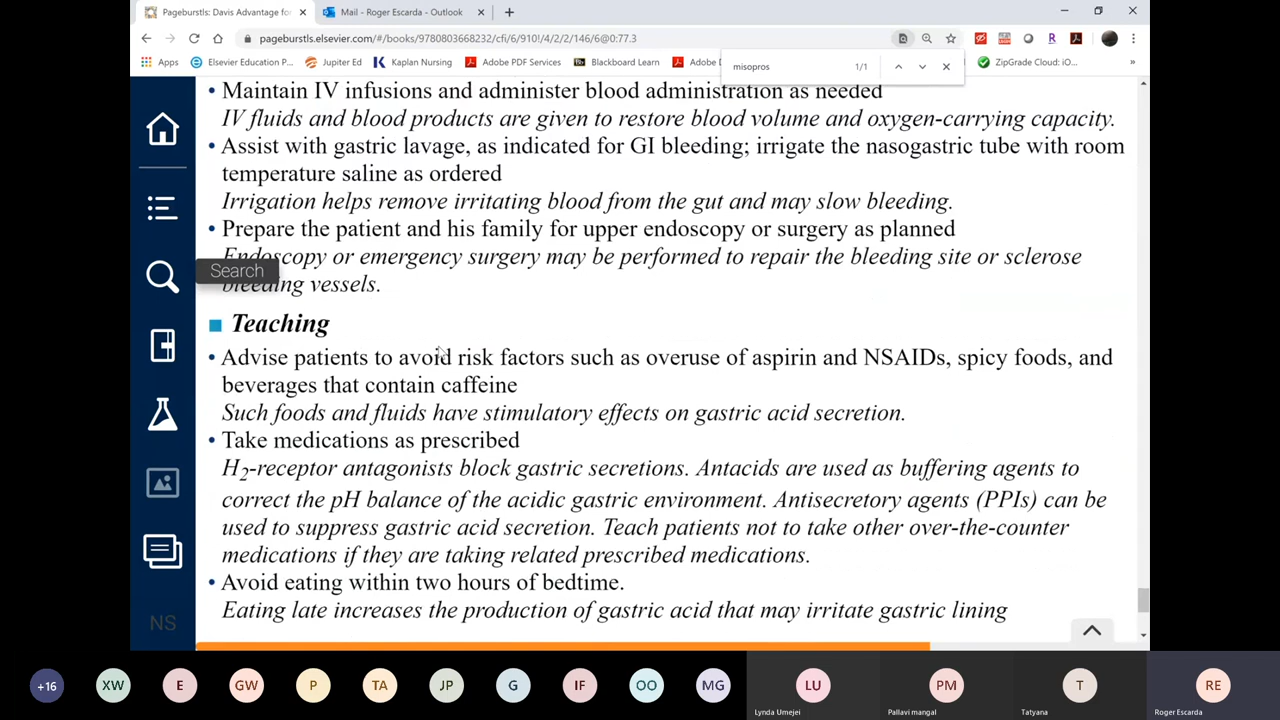 Pageburstls: Davis Advantage for
Mail - Roger Escarda - Outlook
pageburstls.elsevier.com/#/books/9780803668232/cfi/6/910!/4/2/2/146/6@0:77.3
misopros 1/1
Apps Elsevier Education P... Jupiter Ed Kaplan Nursing Adobe PDF Services Blackboard Learn Adob ZipGrade Cloud: iO...
• Maintain IV infusions and administer blood administration as needed
IV fluids and blood products are given to restore blood volume and oxygen-carrying capacity.
• Assist with gastric lavage, as indicated for GI bleeding; irrigate the nasogastric tube with room
temperature saline as ordered
Irrigation helps remove irritating blood from the gut and may slow bleeding.
• Prepare the patient and his family for upper endoscopy or surgery as planned
Endoscopy or emergency surgery may be performed to repair the bleeding site or sclerose
Search
bleeding vessels.
Teaching
• Advise patients to avoid risk factors such as overuse of aspirin and NSAIDs, spicy foods, and
beverages that contain caffeine
Such foods and fluids have stimulatory effects on gastric acid secretion.
• Take medications as prescribed
H2-receptor antagonists block gastric secretions. Antacids are used as buffering agents to
correct the pH balance of the acidic gastric environment. Antisecretory agents (PPIs) can be
used to suppress gastric acid secretion. Teach patients not to take other over-the-counter
medications if they are taking related prescribed medications.
• Avoid eating within two hours of bedtime.
Eating late increases the production of gastric acid that may irritate gastric lining
NS
+16 XW E GW P TA JP G IF OO MG LU PM T RE
Lynda Umejei Pallavi mangal Tatyana Roger Escarda